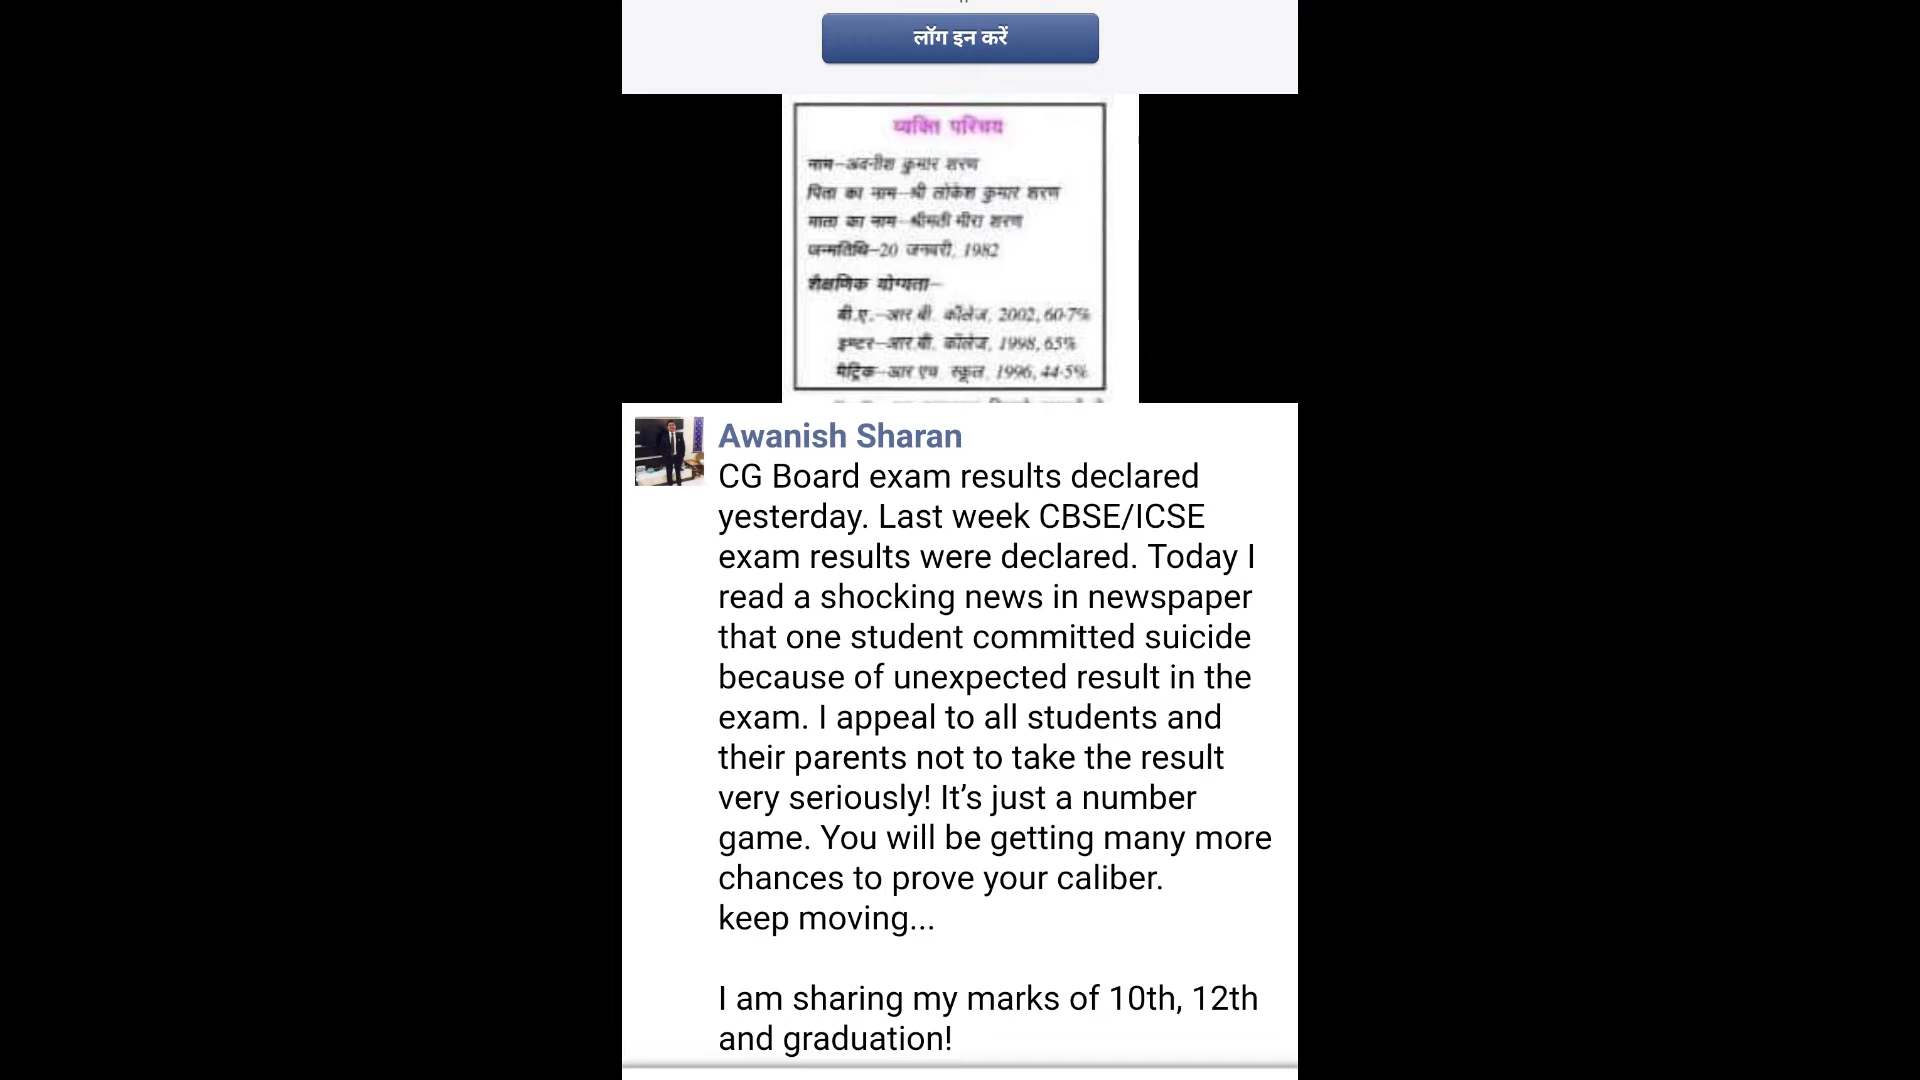 लॉग इन करें
व्यक्ति परिचय
नाम–अवनीश कुमार शरण
पिता का नाम–श्री लोकेश कुमार शरण
माता का नाम–श्रीमती मीरा शरण
जन्मतिथि–20 जनवरी, 1982
शैक्षणिक योग्यता–
बी.ए.–आर.बी. कॉलेज, 2002, 60·7%
इण्टर–आर.बी. कॉलेज, 1998, 65%
मैट्रिक–आर एच. स्कूल, 1996, 44·5%
Awanish Sharan
CG Board exam results declared
yesterday. Last week CBSE/ICSE
exam results were declared. Today I
read a shocking news in newspaper
that one student committed suicide
because of unexpected result in the
exam. I appeal to all students and
their parents not to take the result
very seriously! It’s just a number
game. You will be getting many more
chances to prove your caliber.
keep moving...
I am sharing my marks of 10th, 12th
and graduation!